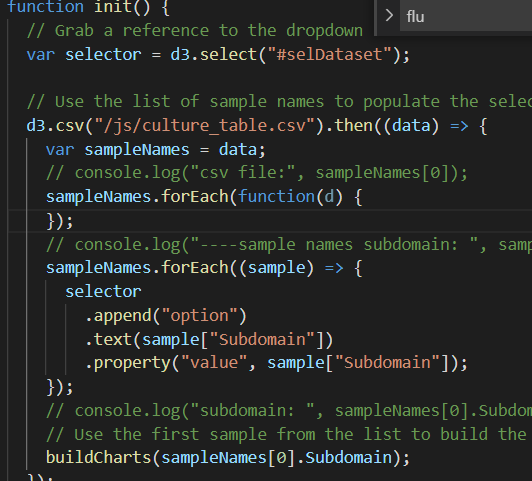 function init() {
flu
// Grab a reference to the dropdown
var selector = d3.select("#selDataset");
// Use the list of sample names to populate the selec
d3.csv("/js/culture_table.csv").then((data) => {
var sampleNames = data;
// console.log("csv file:", sampleNames[0]);
sampleNames.forEach(function(d) {
});
// console.log("----sample names subdomain: ", samp
sampleNames.forEach((sample) => {
selector
.append("option")
.text(sample["Subdomain"])
.property("value", sample["Subdomain"]);
});
// console.log("subdomain: ", sampleNames[0].Subdom
// Use the first sample from the list to build the
buildCharts(sampleNames[0].Subdomain);
});